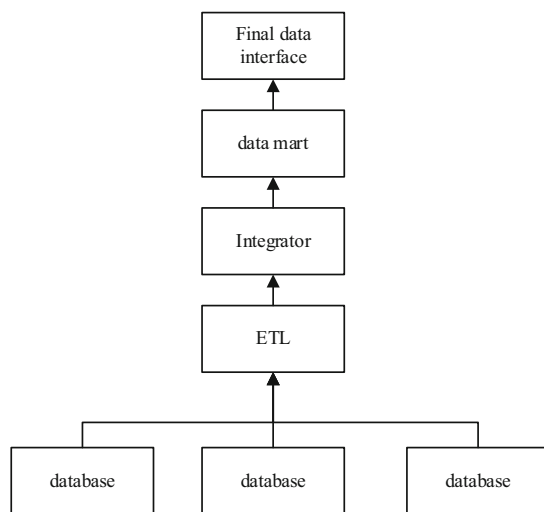 Final data
interface
data mart
Integrator
ETL
database
database
database